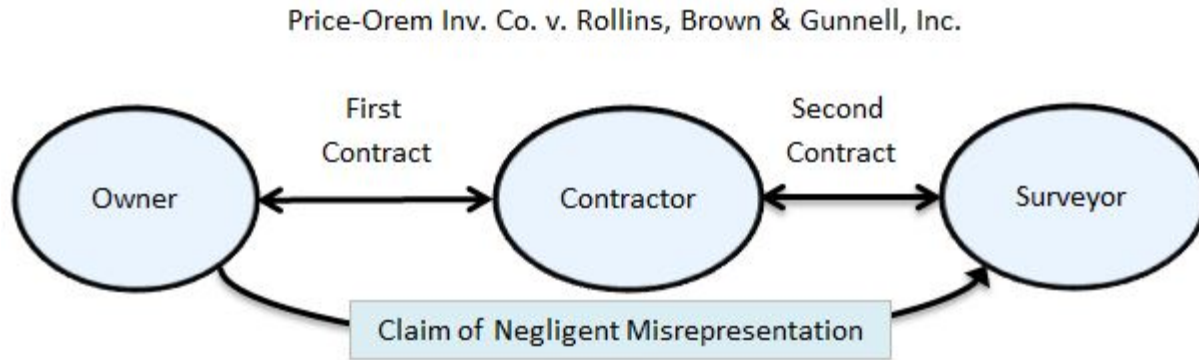 Price-Orem Inv. Co. v. Rollins, Brown & Gunnell, Inc.
First
Contract
Second
Contract
Owner
Contractor
Surveyor
Claim of Negligent Misrepresentation